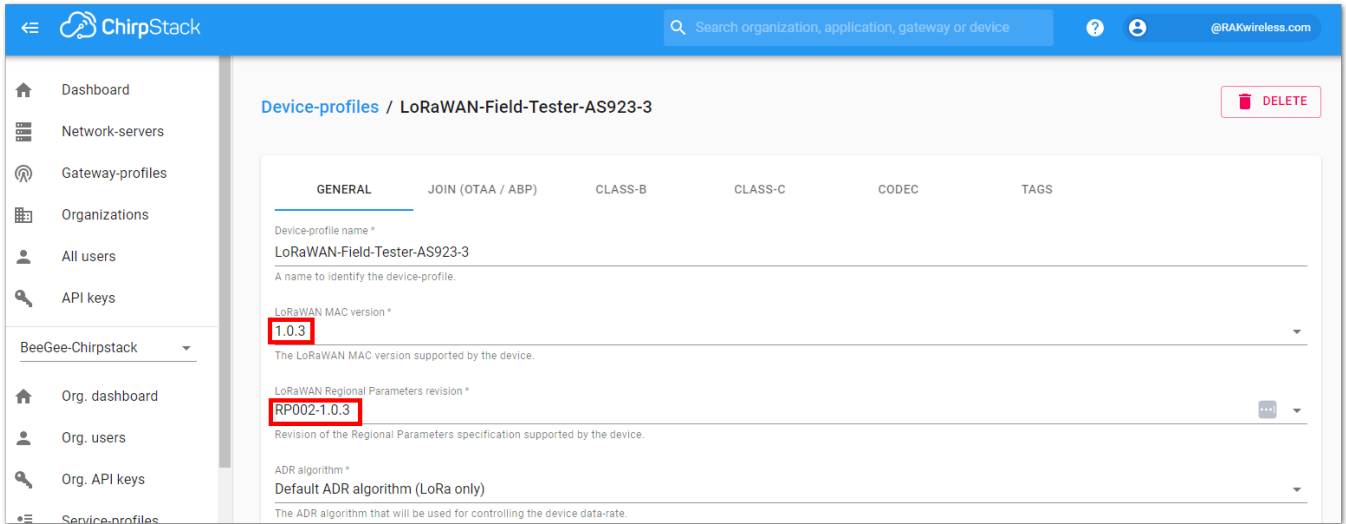 ChirpStack
Search organization, application, gateway or device
?
@RAKwireless.com
Dashboard
Network-servers
Gateway-profiles
Organizations
All users
API keys
BeeGee-Chirpstack
Org. dashboard
Org. users
Org. API keys
Service-profiles
Device-profiles / LoRaWAN-Field-Tester-AS923-3
DELETE
GENERAL JOIN (OTAA / ABP) CLASS-B CLASS-C CODEC TAGS
Device-profile name *
LoRaWAN-Field-Tester-AS923-3
A name to identify the device-profile.
LoRaWAN MAC version *
1.0.3
The LoRaWAN MAC version supported by the device.
LoRaWAN Regional Parameters revision *
RP002-1.0.3
Revision of the Regional Parameters specification supported by the device.
ADR algorithm *
Default ADR algorithm (LoRa only)
The ADR algorithm that will be used for controlling the device data-rate.